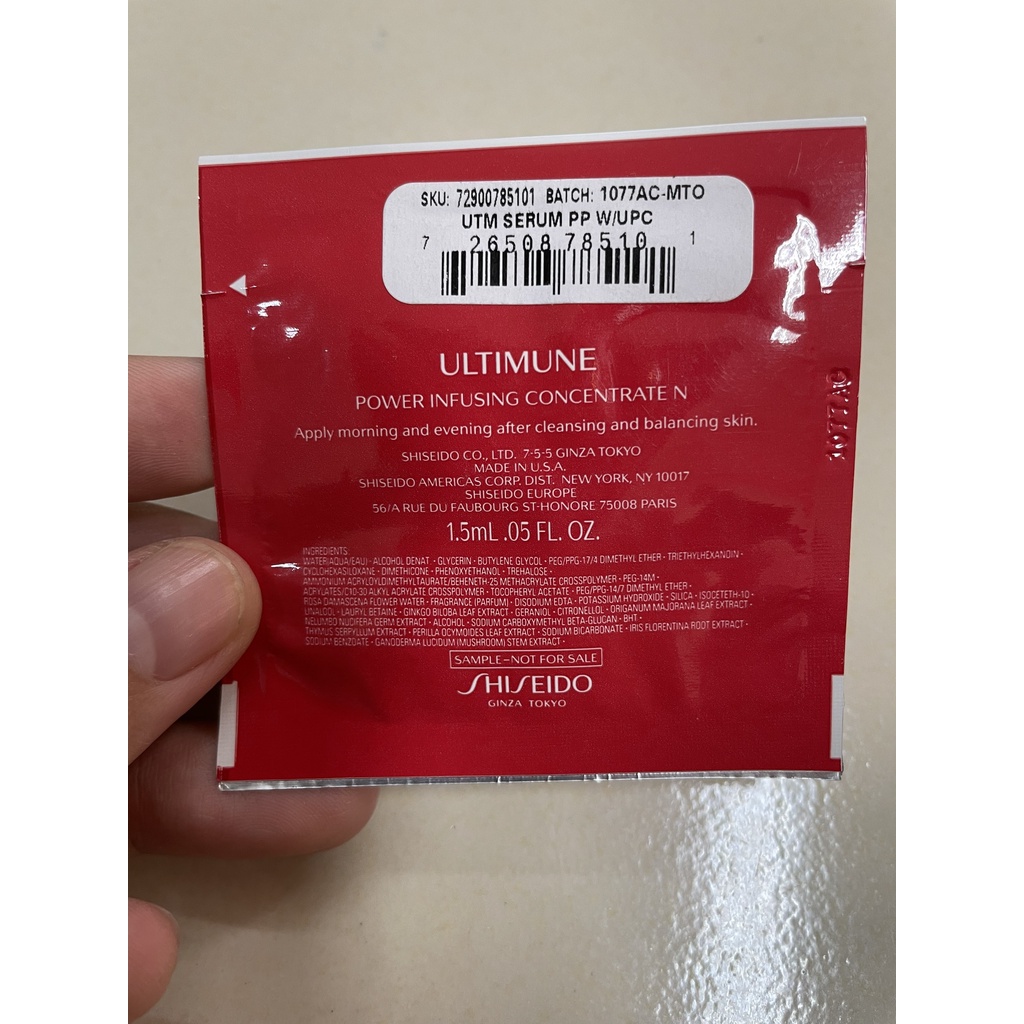 SKU: 72900785101 BATCH: 1077AC-MTO
UTM SERUM PP W/UPC
7 26508 78510 1
ULTIMUNE
POWER INFUSING CONCENTRATE N
Apply morning and evening after cleansing and balancing skin.
SHISEIDO CO., LTD. 7-5-5 GINZA TOKYO
MADE IN U.S.A.
SHISEIDO AMERICAS CORP. DIST. NEW YORK, NY 10017
SHISEIDO EUROPE
56/A RUE DU FAUBOURG ST-HONORE 75008 PARIS
1.5mL .05 FL. OZ.
INGREDIENTS:
WATER(AQUA/EAU) · ALCOHOL DENAT · GLYCERIN · BUTYLENE GLYCOL · PEG/PPG-17/4 DIMETHYL ETHER · TRIETHYLHEXANOIN ·
CYCLOHEXASILOXANE · DIMETHICONE · PHENOXYETHANOL · TREHALOSE ·
AMMONIUM ACRYLOYLDIMETHYLTAURATE/BEHENETH-25 METHACRYLATE CROSSPOLYMER · PEG-14M ·
ACRYLATES/C10-30 ALKYL ACRYLATE CROSSPOLYMER · TOCOPHERYL ACETATE · PEG/PPG-14/7 DIMETHYL ETHER ·
ROSA DAMASCENA FLOWER WATER · FRAGRANCE (PARFUM) · DISODIUM EDTA · POTASSIUM HYDROXIDE · SILICA · ISOCETETH-10 ·
LINALOOL · LAURYL BETAINE · GINKGO BILOBA LEAF EXTRACT · GERANIOL · CITRONELLOL · ORIGANUM MAJORANA LEAF EXTRACT ·
NELUMBO NUCIFERA GERM EXTRACT · ALCOHOL · SODIUM CARBOXYMETHYL BETA-GLUCAN · BHT ·
THYMUS SERPYLLUM EXTRACT · PERILLA OCYMOIDES LEAF EXTRACT · SODIUM BICARBONATE · IRIS FLORENTINA ROOT EXTRACT ·
SODIUM BENZOATE · GANODERMA LUCIDUM (MUSHROOM) STEM EXTRACT ·
SAMPLE-NOT FOR SALE
SHISEIDO
GINZA TOKYO
1077AC